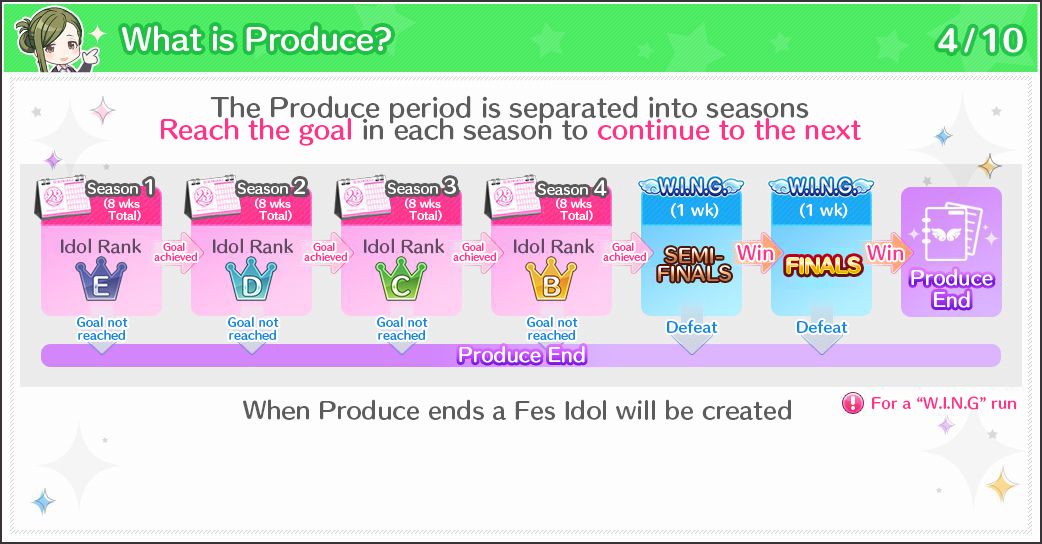 What is Produce?
4/10
The Produce period is separated into seasons
Reach the goal in each season to continue to the next
Season 1
(8 wks
Total)
Idol Rank
E
Goal
achieved
Goal not
reached
Season 2
(8 wks
Total)
Idol Rank
D
Goal
achieved
Goal not
reached
Season 3
(8 wks
Total)
Idol Rank
C
Goal
achieved
Goal not
reached
Season 4
(8 wks
Total)
Idol Rank
B
Goal
achieved
Goal not
reached
W.I.N.G.
(1 wk)
SEMI-
FINALS
Win
Defeat
W.I.N.G.
(1 wk)
FINALS
Win
Defeat
Produce
End
Produce End
When Produce ends a Fes Idol will be created
! For a “W.I.N.G” run